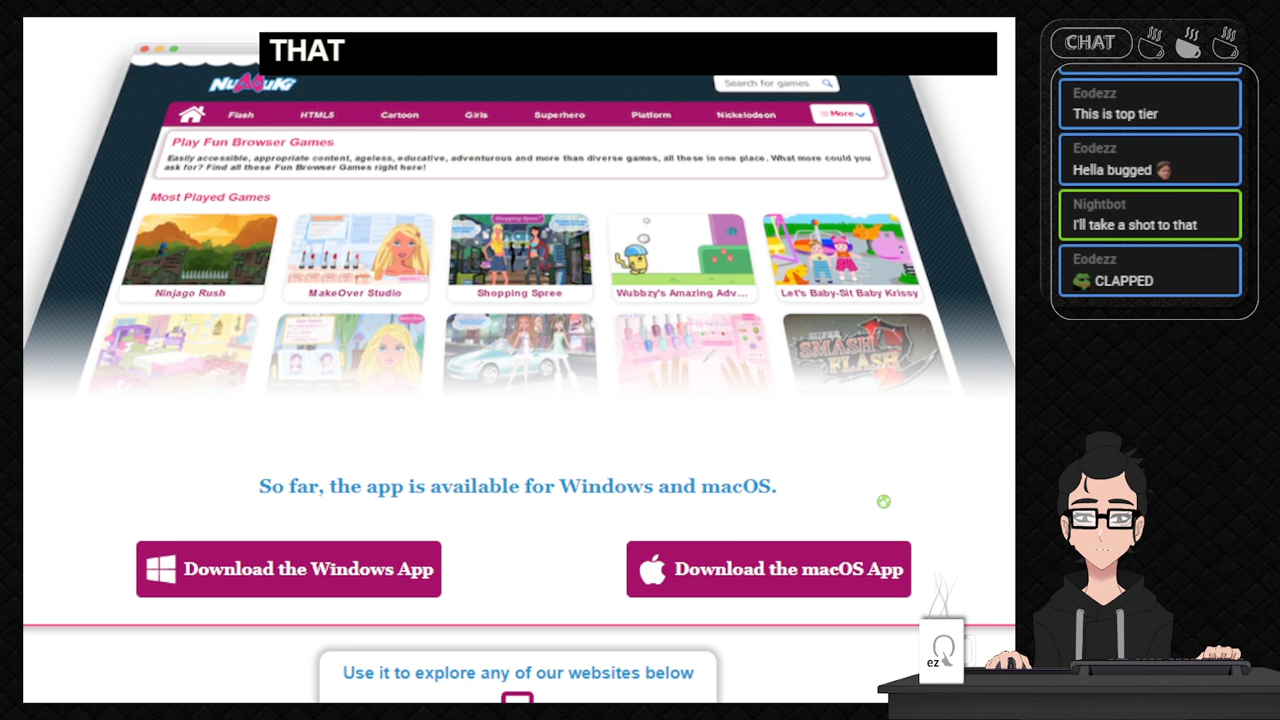 THAT
NuMuKi
Search for games
Flash HTML5 Cartoon Girls Superhero Platform Nickelodeon More
Play Fun Browser Games
Easily accessible, appropriate content, ageless, educative, adventurous and more than diverse games, all these in one place. What more could you
ask for? Find all these Fun Browser Games right here!
Most Played Games
Shopping Spree
Ninjago Rush
MakeOver Studio
Shopping Spree
Wubbzy's Amazing Adv...
Let's Baby-Sit Baby Krissy
SUPER
SMASH
FLASH
So far, the app is available for Windows and macOS.
Download the Windows App
Download the macOS App
Use it to explore any of our websites below
CHAT
Eodezz
This is top tier
Eodezz
Hella bugged
Nightbot
I'll take a shot to that
Eodezz
CLAPPED
ezQ